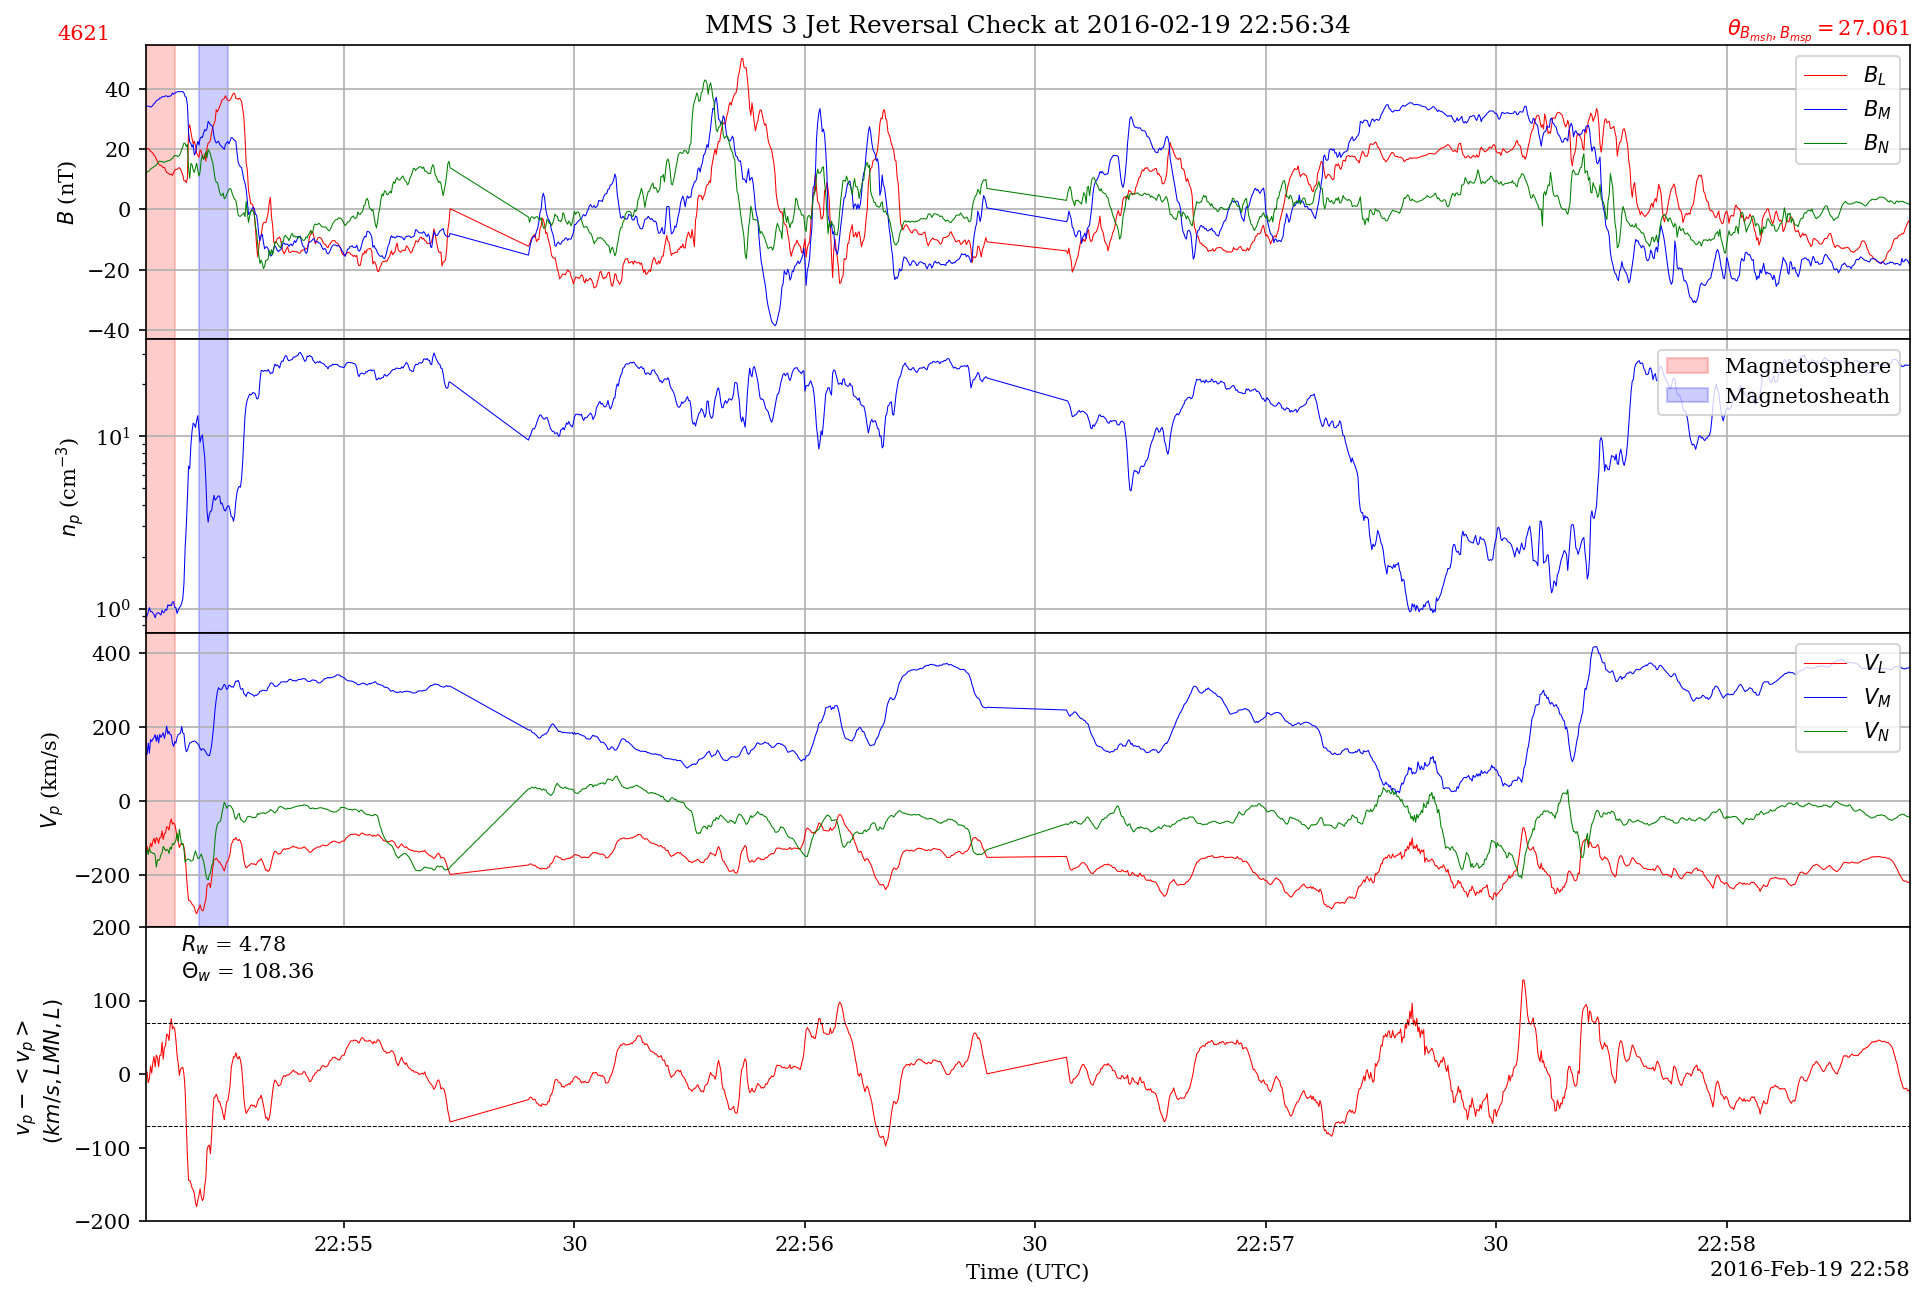 4621
MMS 3 Jet Reversal Check at 2016-02-19 22:56:34
θ_{B_{msh}, B_{msp}} = 27.061
B (nT)
40
20
0
−20
−40
B_L
B_M
B_N
n_p (cm^{−3})
10^1
10^0
Magnetosphere
Magnetosheath
V_p (km/s)
400
200
0
−200
V_L
V_M
V_N
v_p − <v_p>
(km/s, LMN, L)
200
100
0
−100
−200
R_w = 4.78
Θ_w = 108.36
22:55 30 22:56 30 22:57 30 22:58
Time (UTC)
2016-Feb-19 22:58